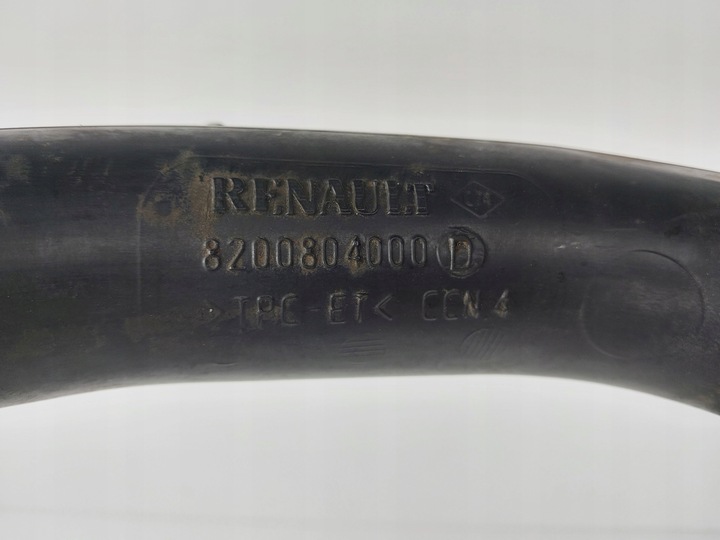 RENAULT
8200804000 D
>TPC-ET< CCN 4